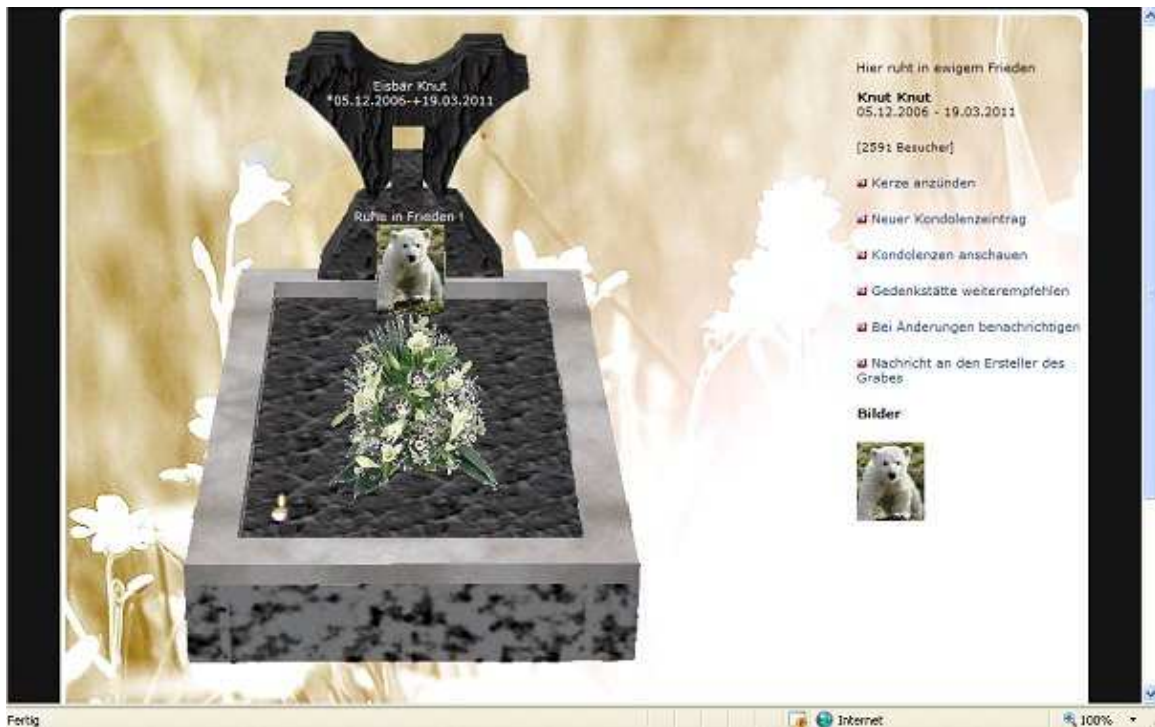 Eisbär Knut
*05.12.2006-+19.03.2011
Ruhe in Frieden !
Hier ruht in ewigem Frieden
Knut Knut
05.12.2006 - 19.03.2011
[2591 Besucher]
Kerze anzünden
Neuer Kondolenzeintrag
Kondolenzen anschauen
Gedenkstätte weiterempfehlen
Bei Änderungen benachrichtigen
Nachricht an den Ersteller des
Grabes
Bilder
Fertig
Internet
100%